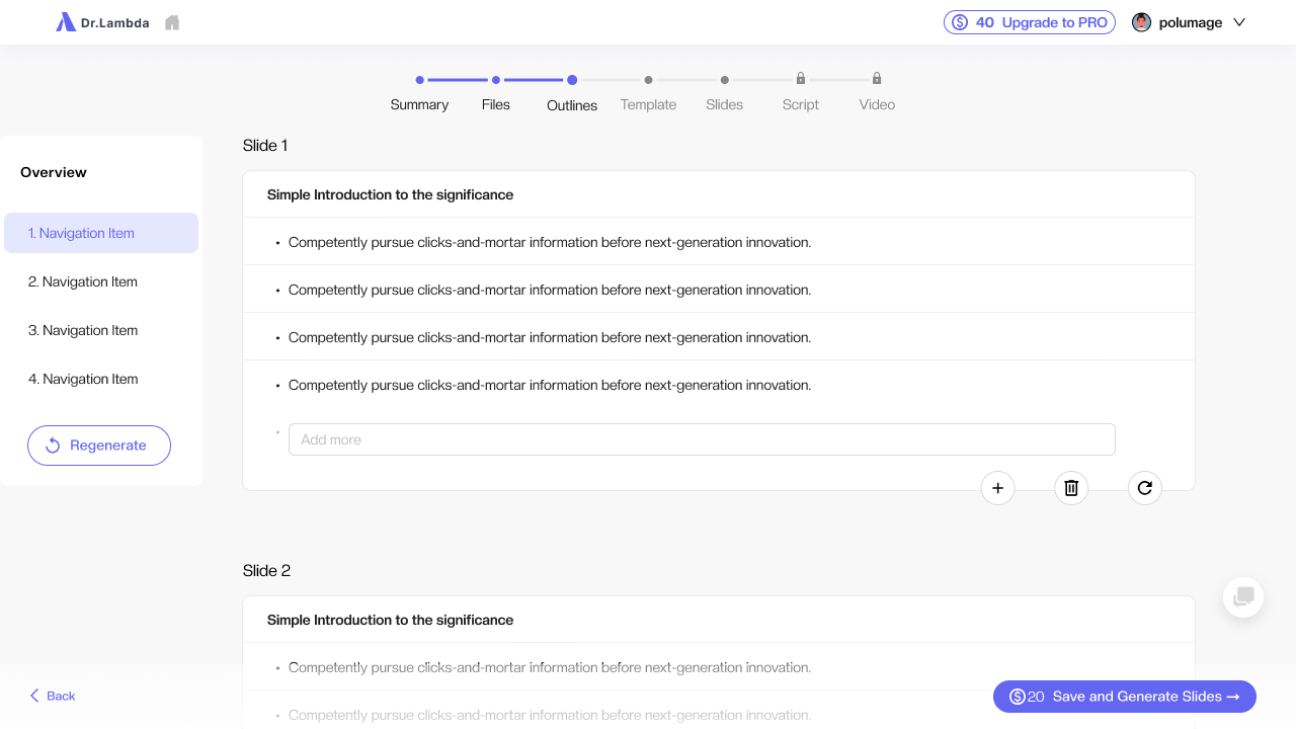 Dr.Lambda
40 Upgrade to PRO
polumage
Summary Files Outlines Template Slides Script Video
Overview
1. Navigation Item
2. Navigation Item
3. Navigation Item
4. Navigation Item
Regenerate
Slide 1
Simple Introduction to the significance
• Competently pursue clicks-and-mortar information before next-generation innovation.
• Competently pursue clicks-and-mortar information before next-generation innovation.
• Competently pursue clicks-and-mortar information before next-generation innovation.
• Competently pursue clicks-and-mortar information before next-generation innovation.
Add more
Slide 2
Simple Introduction to the significance
• Competently pursue clicks-and-mortar information before next-generation innovation.
• Competently pursue clicks-and-mortar information before next-generation innovation.
Back
20 Save and Generate Slides →